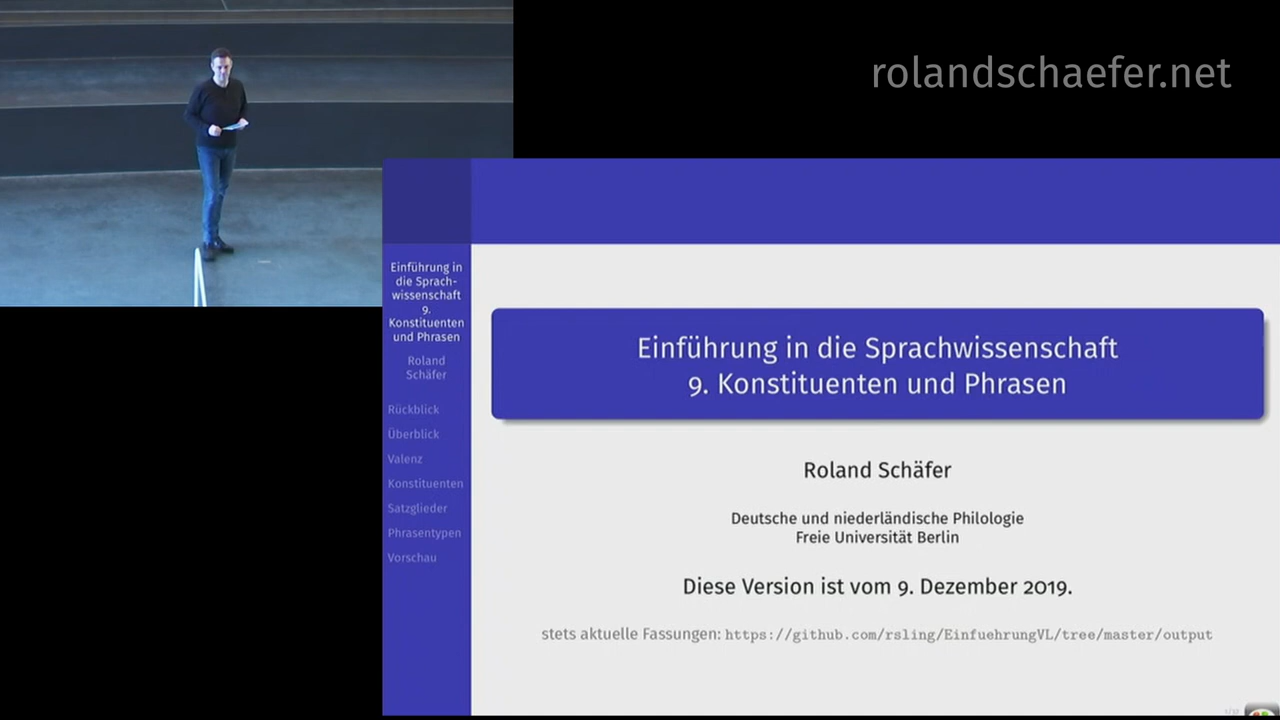 rolandschaefer.net
Einführung in
die Sprach-
wissenschaft
9.
Konstituenten
und Phrasen
Roland
Schäfer
Rückblick
Überblick
Valenz
Konstituenten
Satzglieder
Phrasentypen
Vorschau
Einführung in die Sprachwissenschaft
9. Konstituenten und Phrasen
Roland Schäfer
Deutsche und niederländische Philologie
Freie Universität Berlin
Diese Version ist vom 9. Dezember 2019.
stets aktuelle Fassungen: https://github.com/rsling/EinfuehrungVL/tree/master/output